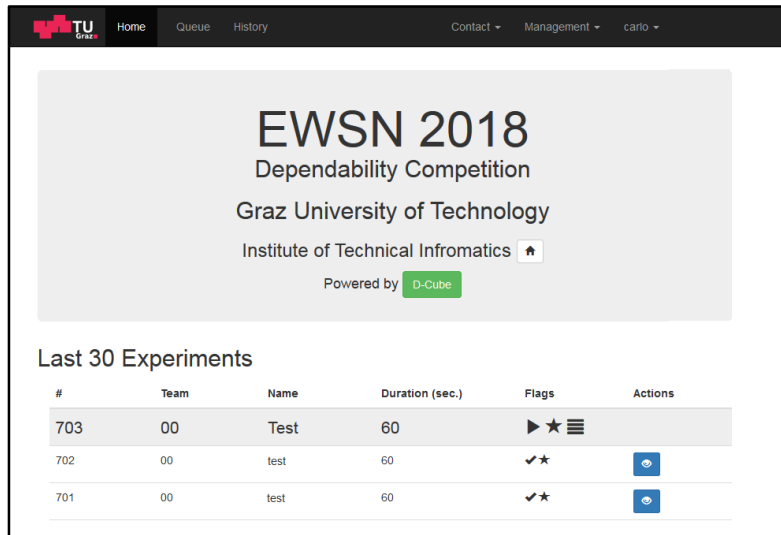 TU Graz Home Queue History Contact Management carlo
EWSN 2018
Dependability Competition
Graz University of Technology
Institute of Technical Infromatics
Powered by D-Cube
Last 30 Experiments
# Team Name Duration (sec.) Flags Actions
703 00 Test 60
702 00 test 60
701 00 test 60